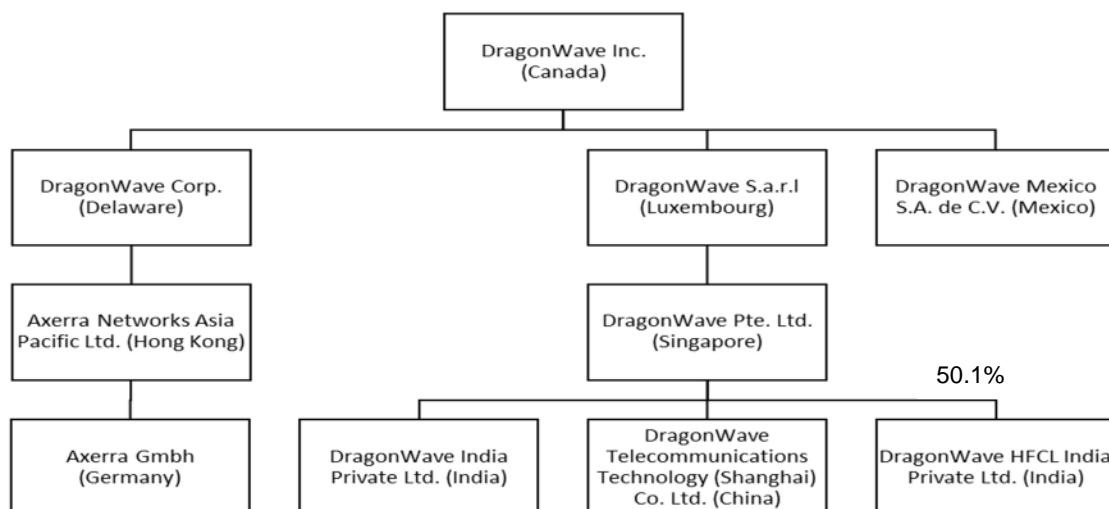 DragonWave Inc.
(Canada)
DragonWave Corp.
(Delaware)
DragonWave S.a.r.l
(Luxembourg)
DragonWave Mexico
S.A. de C.V. (Mexico)
Axerra Networks Asia
Pacific Ltd. (Hong Kong)
DragonWave Pte. Ltd.
(Singapore)
50.1%
Axerra Gmbh
(Germany)
DragonWave India
Private Ltd. (India)
DragonWave
Telecommunications
Technology (Shanghai)
Co. Ltd. (China)
DragonWave HFCL India
Private Ltd. (India)